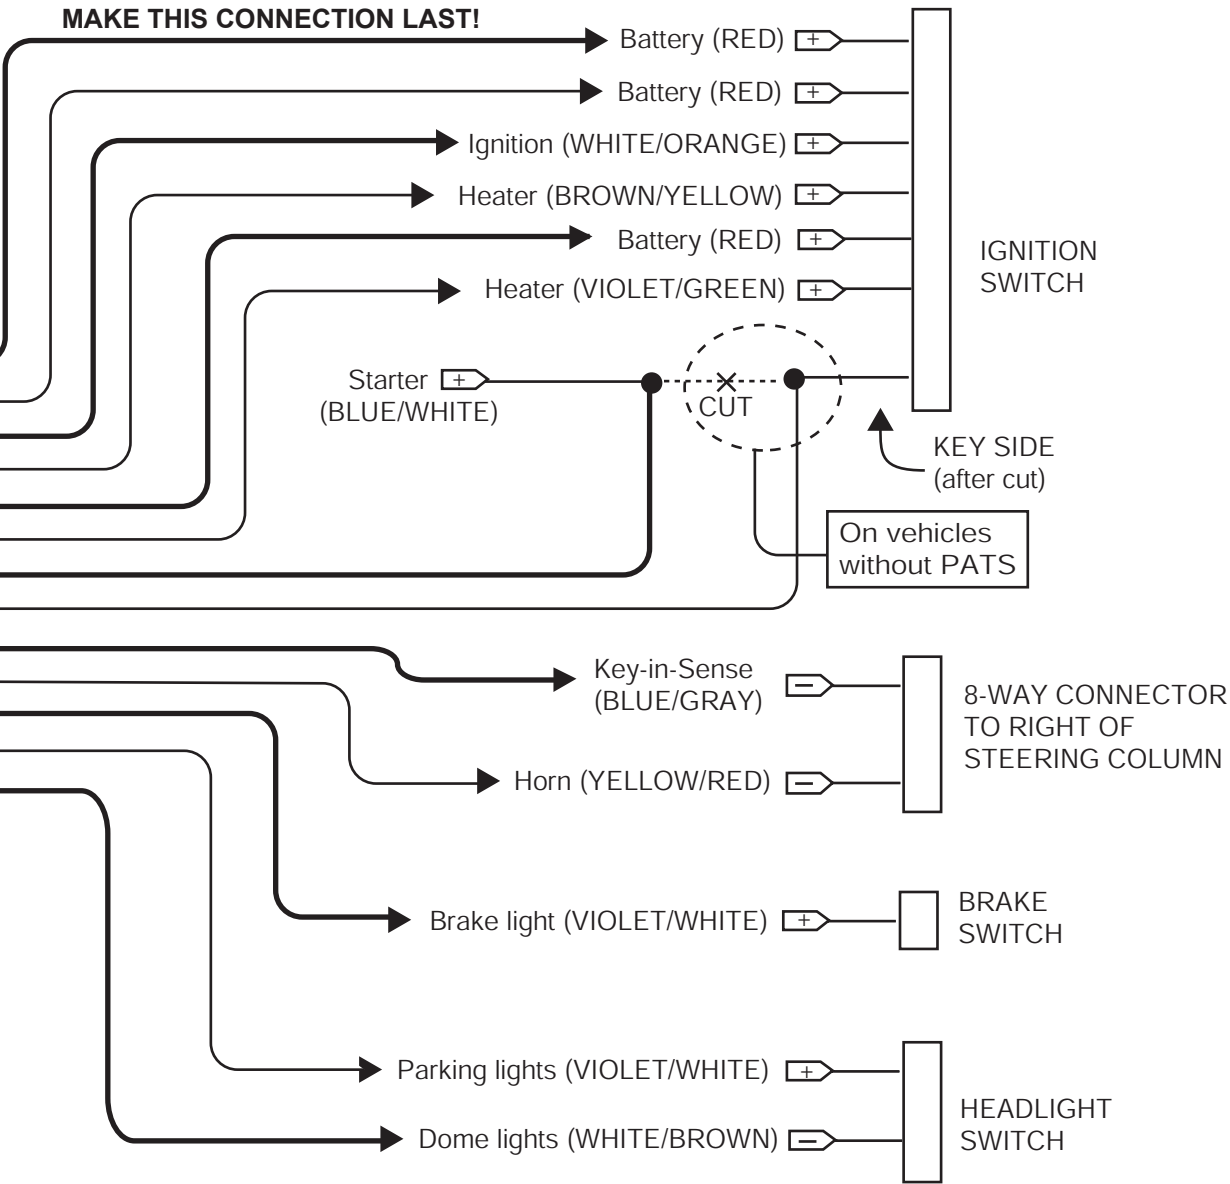 MAKE THIS CONNECTION LAST!
Battery (RED) +
Battery (RED) +
Ignition (WHITE/ORANGE) +
Heater (BROWN/YELLOW) +
Battery (RED) +
IGNITION
SWITCH
Heater (VIOLET/GREEN) +
Starter +
(BLUE/WHITE)
CUT
KEY SIDE
(after cut)
On vehicles
without PATS
Key-in-Sense
(BLUE/GRAY) −
8-WAY CONNECTOR
TO RIGHT OF
STEERING COLUMN
Horn (YELLOW/RED) −
Brake light (VIOLET/WHITE) +
BRAKE
SWITCH
Parking lights (VIOLET/WHITE) +
Dome lights (WHITE/BROWN) −
HEADLIGHT
SWITCH